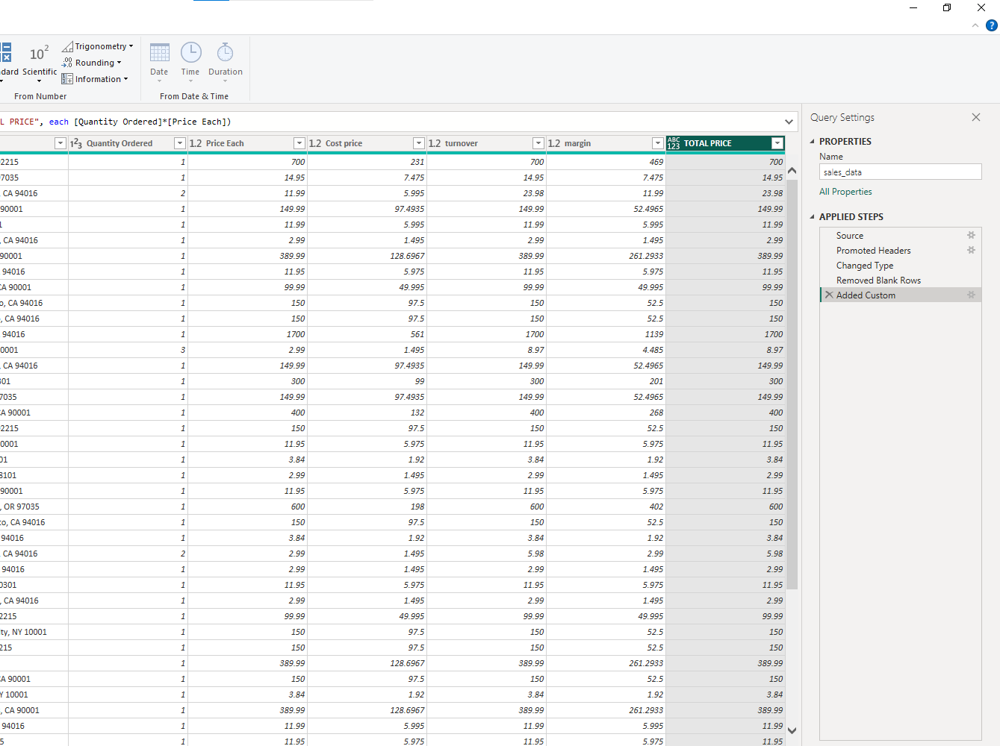 ?
10² Trigonometry
.00 Rounding
dard Scientific
Information
Date Time Duration
From Number From Date & Time
L PRICE", each [Quantity Ordered]*[Price Each])
1²3 Quantity Ordered 1.2 Price Each 1.2 Cost price 1.2 turnover 1.2 margin ABC 123 TOTAL PRICE
2215 1 700 231 700 469 700
7035 1 14.95 7.475 14.95 7.475 14.95
, CA 94016 2 11.99 5.995 23.98 11.99 23.98
90001 1 149.99 97.4935 149.99 52.4965 149.99
1 11.99 5.995 11.99 5.995 11.99
, CA 94016 1 2.99 1.495 2.99 1.495 2.99
90001 1 389.99 128.6967 389.99 261.2933 389.99
94016 1 11.95 5.975 11.95 5.975 11.95
CA 90001 1 99.99 49.995 99.99 49.995 99.99
o, CA 94016 1 150 97.5 150 52.5 150
, CA 94016 1 150 97.5 150 52.5 150
94016 1 1700 561 1700 1139 1700
0001 3 2.99 1.495 8.97 4.485 8.97
, CA 94016 1 149.99 97.4935 149.99 52.4965 149.99
301 1 300 99 300 201 300
7035 1 149.99 97.4935 149.99 52.4965 149.99
CA 90001 1 400 132 400 268 400
2215 1 150 97.5 150 52.5 150
0001 1 11.95 5.975 11.95 5.975 11.95
01 1 3.84 1.92 3.84 1.92 3.84
8101 1 2.99 1.495 2.99 1.495 2.99
90001 1 11.95 5.975 11.95 5.975 11.95
, OR 97035 1 600 198 600 402 600
co, CA 94016 1 150 97.5 150 52.5 150
94016 1 3.84 1.92 3.84 1.92 3.84
, CA 94016 2 2.99 1.495 5.98 2.99 5.98
94016 1 2.99 1.495 2.99 1.495 2.99
0301 1 11.95 5.975 11.95 5.975 11.95
, CA 94016 1 2.99 1.495 2.99 1.495 2.99
2215 1 99.99 49.995 99.99 49.995 99.99
ity, NY 10001 1 150 97.5 150 52.5 150
215 1 150 97.5 150 52.5 150
1 389.99 128.6967 389.99 261.2933 389.99
CA 90001 1 150 97.5 150 52.5 150
Y 10001 1 3.84 1.92 3.84 1.92 3.84
, CA 90001 1 389.99 128.6967 389.99 261.2933 389.99
94016 1 11.99 5.995 11.99 5.995 11.99
5 1 11.95 5.975 11.95 5.975 11.95
Query Settings
PROPERTIES
Name
sales_data
All Properties
APPLIED STEPS
Source
Promoted Headers
Changed Type
Removed Blank Rows
Added Custom